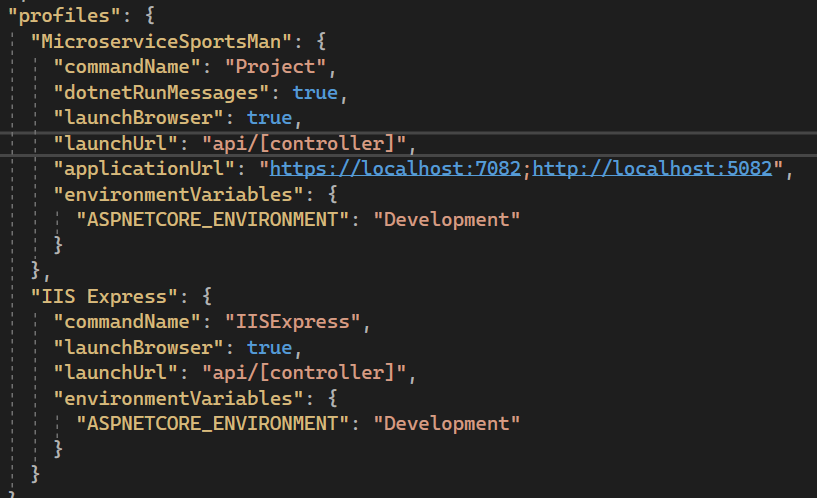 "profiles": {
"MicroserviceSportsMan": {
"commandName": "Project",
"dotnetRunMessages": true,
"launchBrowser": true,
"launchUrl": "api/[controller]",
"applicationUrl": "https://localhost:7082;http://localhost:5082",
"environmentVariables": {
"ASPNETCORE_ENVIRONMENT": "Development"
}
},
"IIS Express": {
"commandName": "IISExpress",
"launchBrowser": true,
"launchUrl": "api/[controller]",
"environmentVariables": {
"ASPNETCORE_ENVIRONMENT": "Development"
}
}